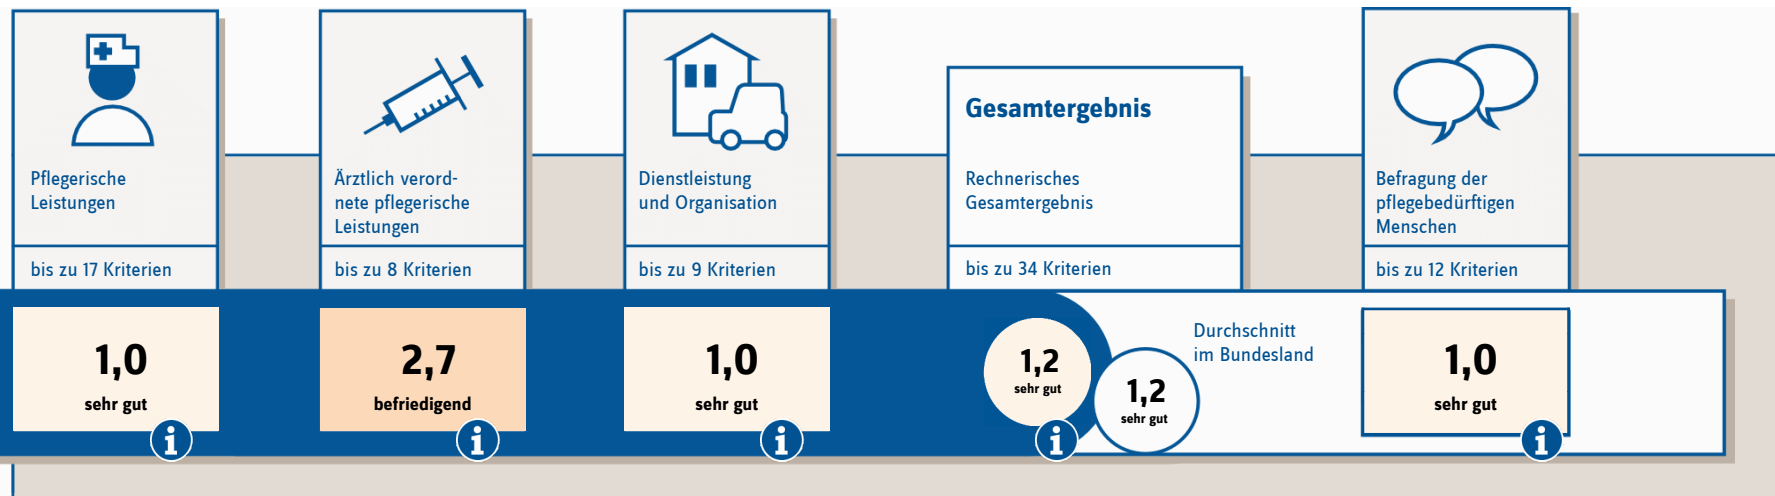 Pflegerische
Leistungen
bis zu 17 Kriterien
1,0
sehr gut
i
Ärztlich verord-
nete pflegerische
Leistungen
bis zu 8 Kriterien
2,7
befriedigend
i
Dienstleistung
und Organisation
bis zu 9 Kriterien
1,0
sehr gut
i
Gesamtergebnis
Rechnerisches
Gesamtergebnis
bis zu 34 Kriterien
1,2
sehr gut
i
Durchschnitt
im Bundesland
1,2
sehr gut
Befragung der
pflegebedürftigen
Menschen
bis zu 12 Kriterien
1,0
sehr gut
i